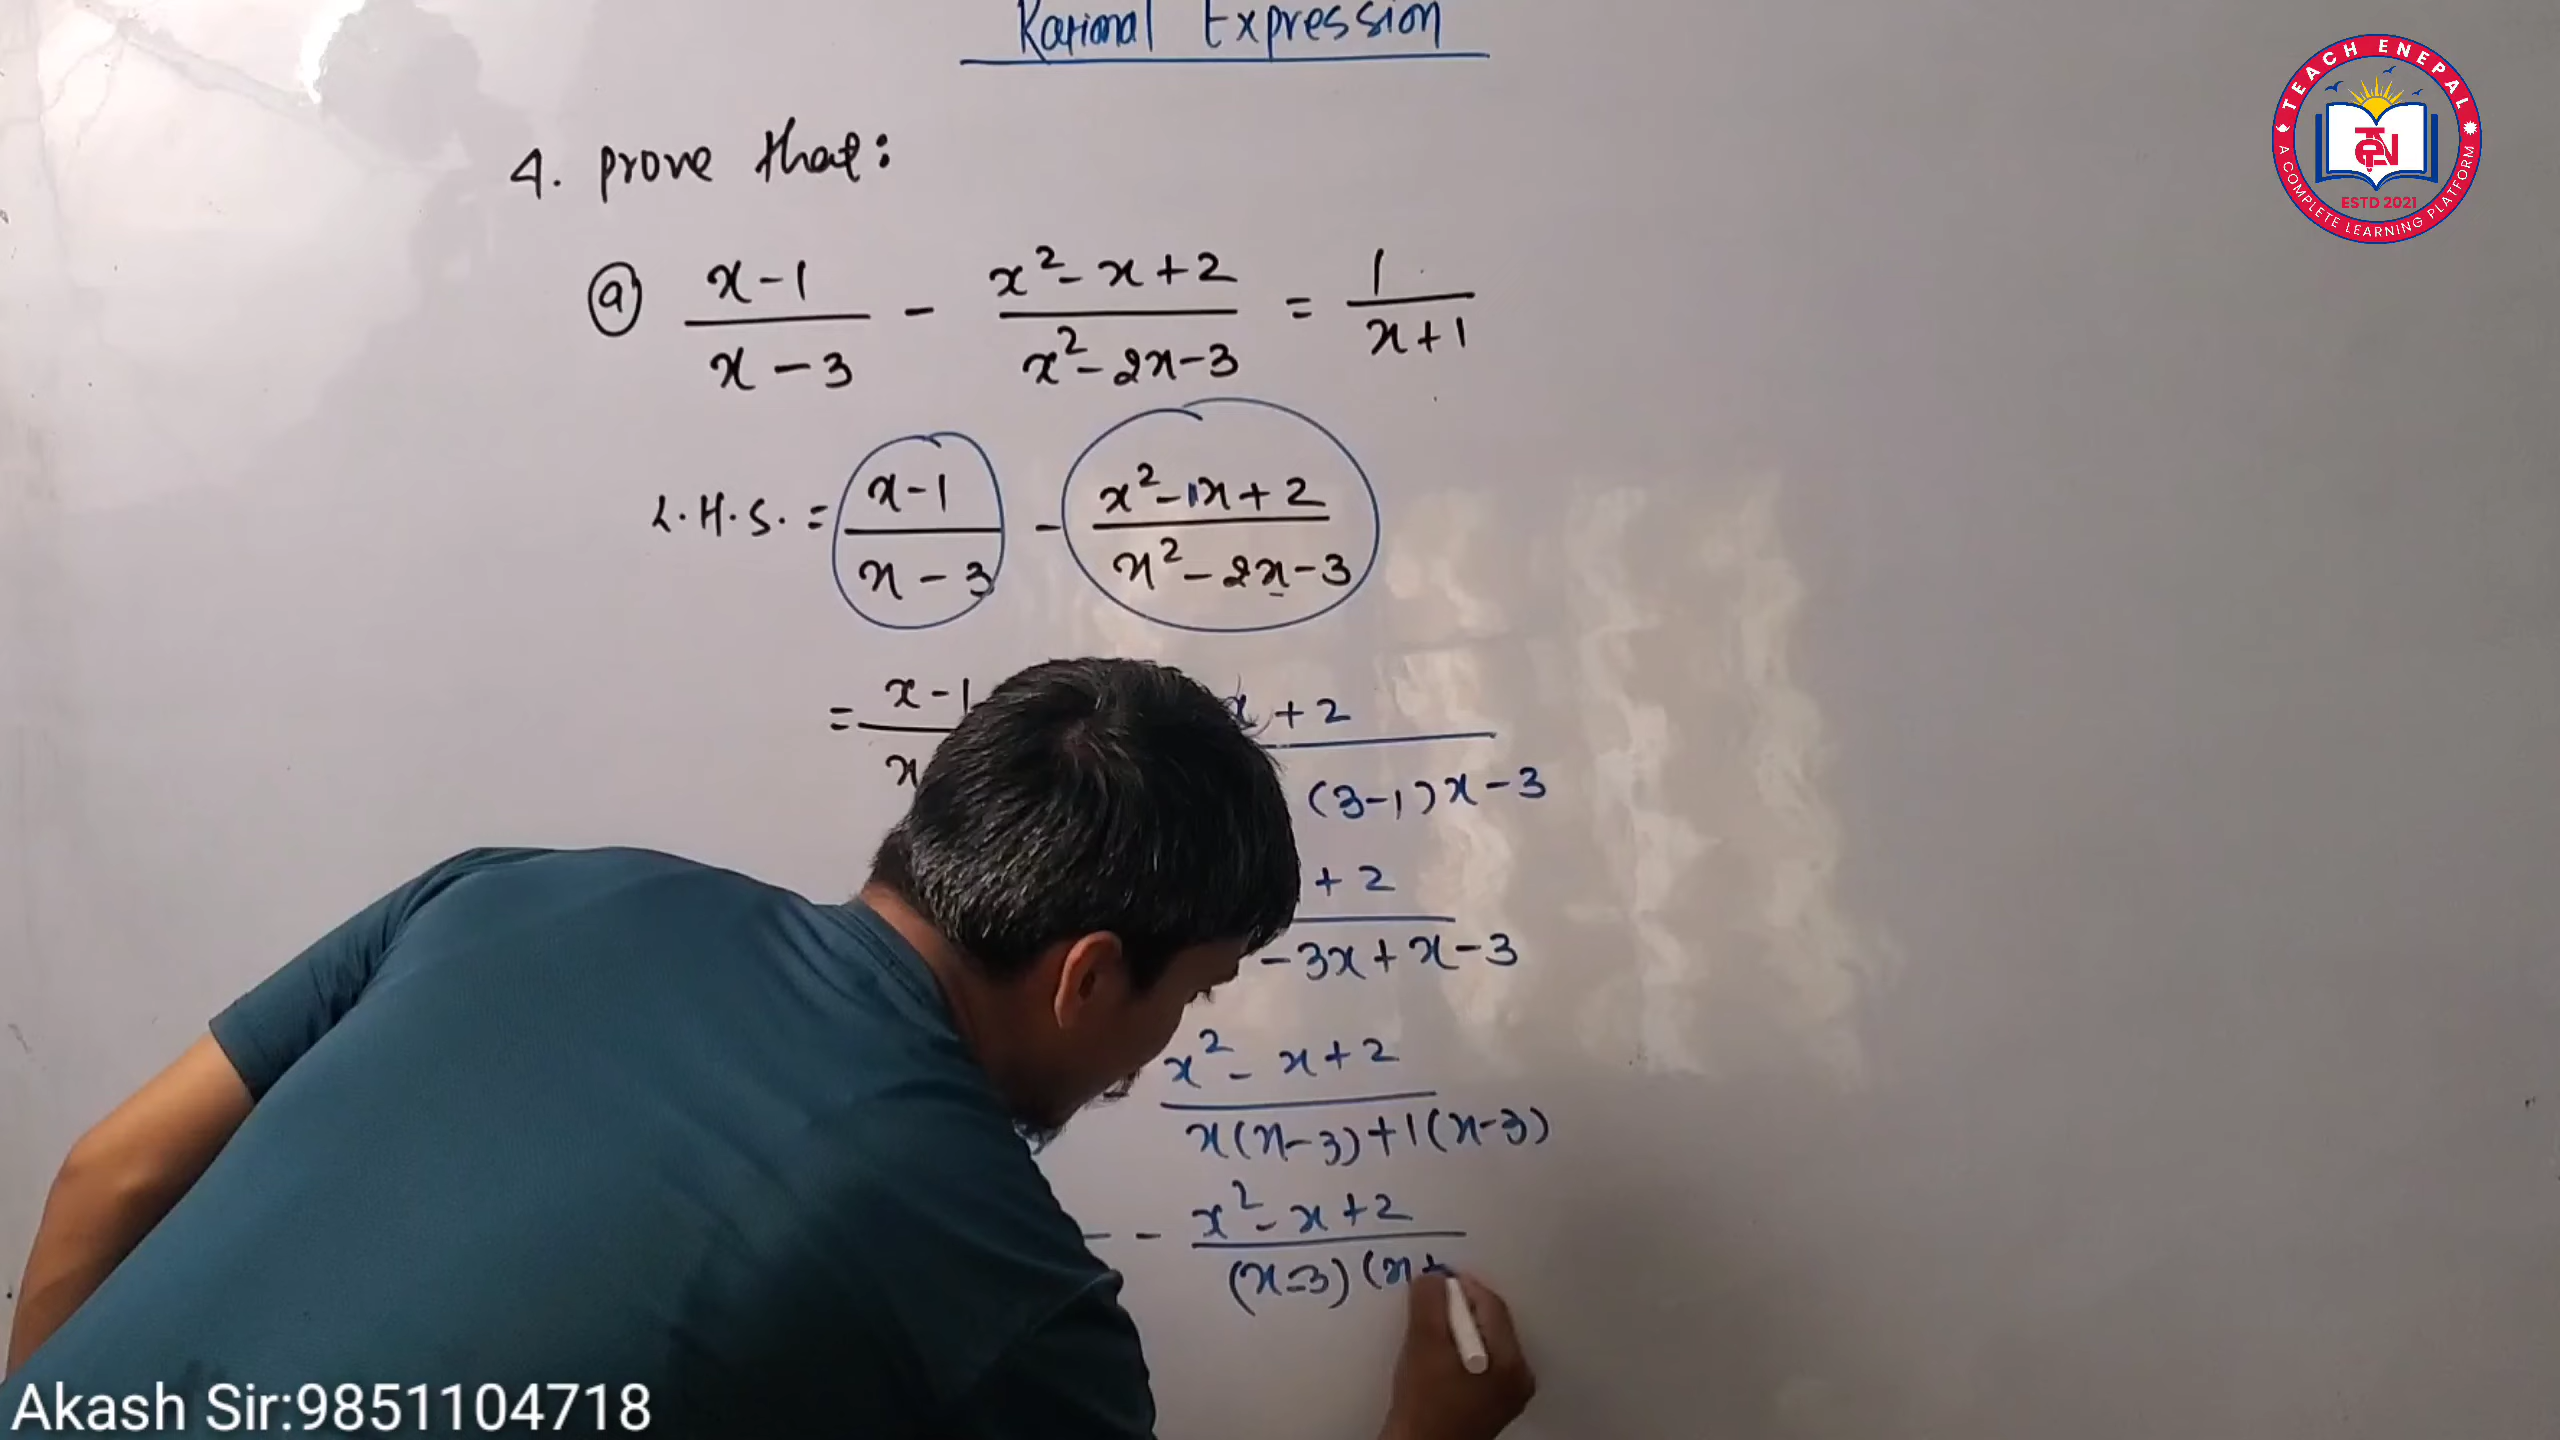 Rational Expression
TEACH ENEPAL
A COMPLETE LEARNING PLATFORM
ESTD 2021
4. prove that:
(a) (x-1)/(x-3) - (x²-x+2)/(x²-2x-3) = 1/(x+1)
L.H.S. = (x-1)/(x-3) - (x²-1x+2)/(x²-2x-3)
= x-1
x + 2
x
(3-1)x-3
+ 2
-3x+x-3
- (x²-x+2)/(x(x-3)+1(x-3))
- (x²-x+2)/((x-3)(x+
Akash Sir:9851104718